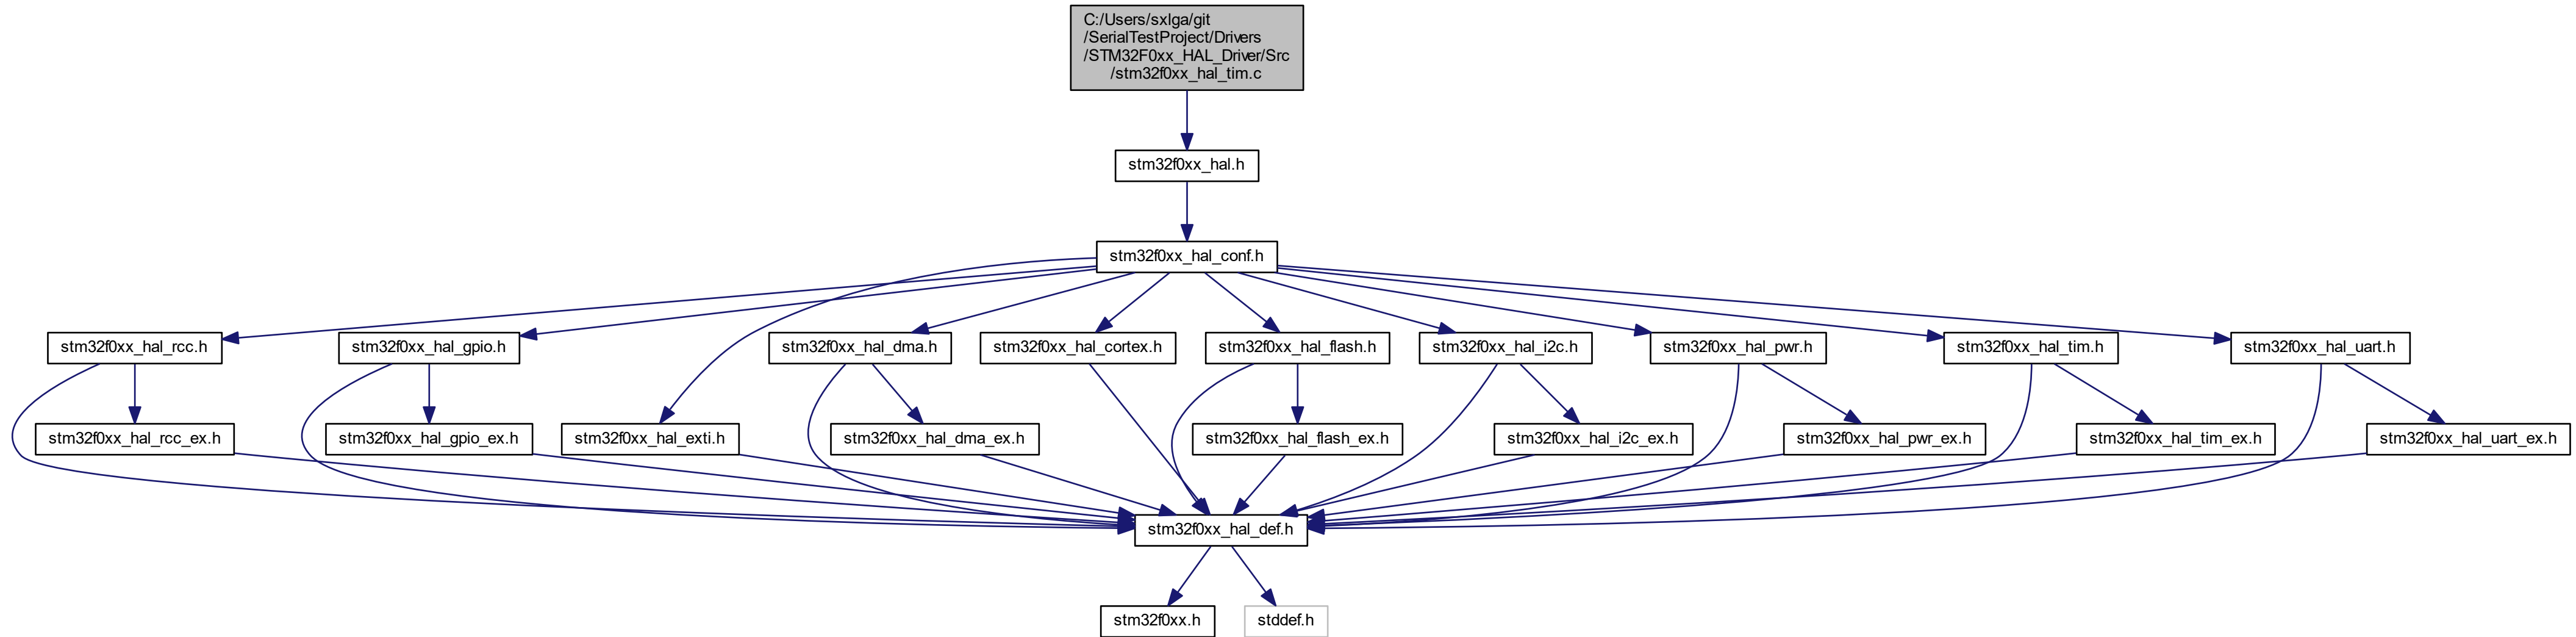 C:/Users/sxlga/git
/SerialTestProject/Drivers
/STM32F0xx_HAL_Driver/Src
/stm32f0xx_hal_tim.c
stm32f0xx_hal.h
stm32f0xx_hal_conf.h
stm32f0xx_hal_rcc.h
stm32f0xx_hal_gpio.h
stm32f0xx_hal_dma.h
stm32f0xx_hal_cortex.h
stm32f0xx_hal_flash.h
stm32f0xx_hal_i2c.h
stm32f0xx_hal_pwr.h
stm32f0xx_hal_tim.h
stm32f0xx_hal_uart.h
stm32f0xx_hal_rcc_ex.h
stm32f0xx_hal_gpio_ex.h
stm32f0xx_hal_exti.h
stm32f0xx_hal_dma_ex.h
stm32f0xx_hal_flash_ex.h
stm32f0xx_hal_i2c_ex.h
stm32f0xx_hal_pwr_ex.h
stm32f0xx_hal_tim_ex.h
stm32f0xx_hal_uart_ex.h
stm32f0xx_hal_def.h
stm32f0xx.h
stddef.h